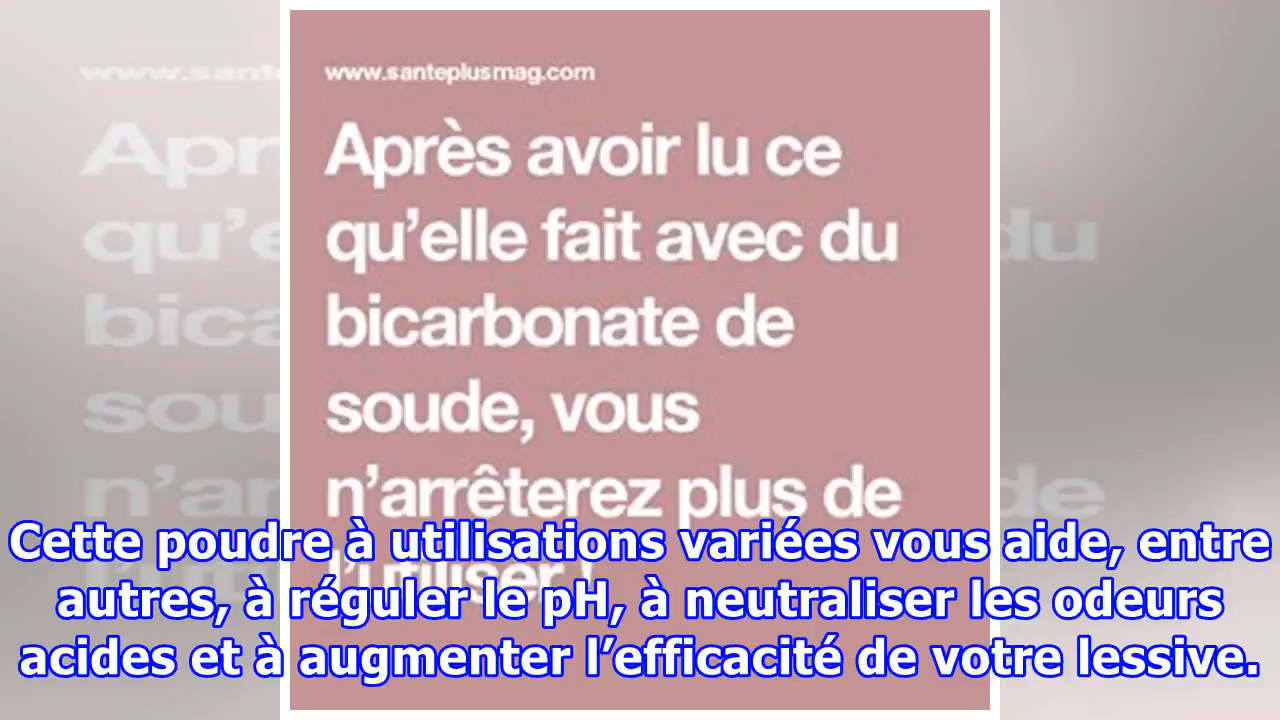 www.santeplusmag.com
Après avoir lu ce
qu’elle fait avec du
bicarbonate de
soude, vous
n’arrêterez plus de
l’utiliser !
Cette poudre à utilisations variées vous aide, entre
autres, à réguler le pH, à neutraliser les odeurs
acides et à augmenter l’efficacité de votre lessive.